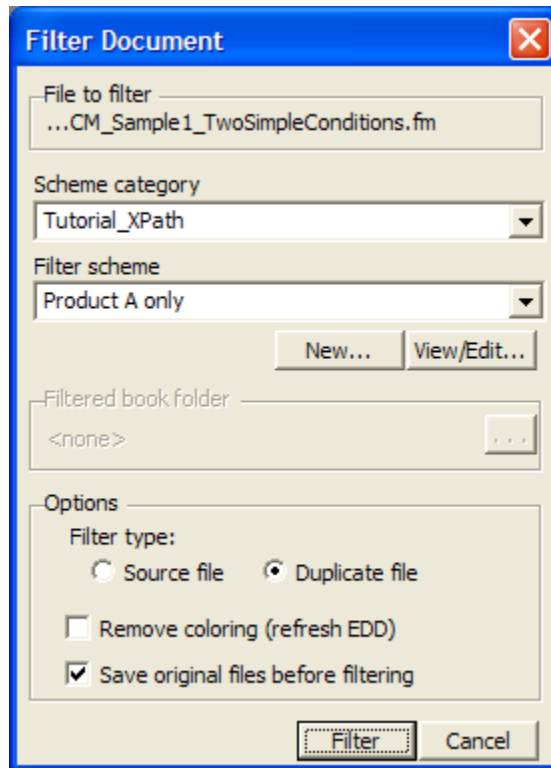 Filter Document
File to filter
...CM_Sample1_TwoSimpleConditions.fm
Scheme category
Tutorial_XPath
Filter scheme
Product A only
New... View/Edit...
Filtered book folder
<none> ...
Options
Filter type:
Source file Duplicate file
Remove coloring (refresh EDD)
Save original files before filtering
Filter Cancel